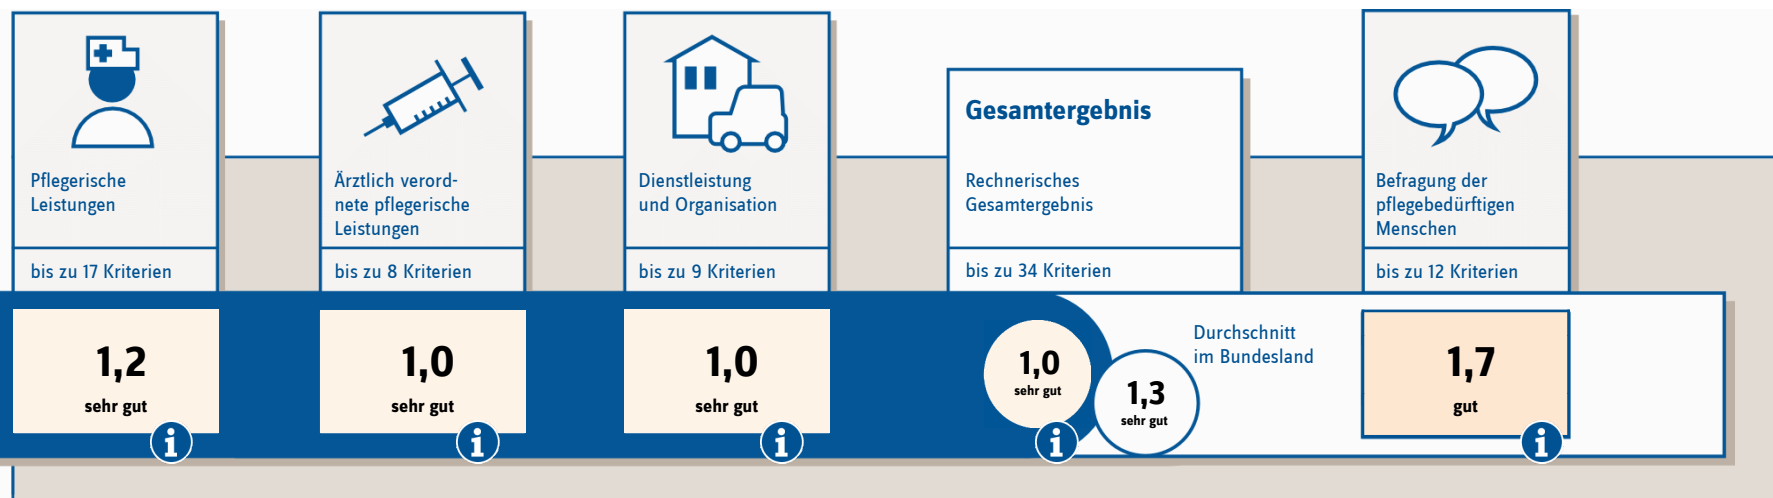 Pflegerische
Leistungen
bis zu 17 Kriterien
1,2
sehr gut
i
Ärztlich verord-
nete pflegerische
Leistungen
bis zu 8 Kriterien
1,0
sehr gut
i
Dienstleistung
und Organisation
bis zu 9 Kriterien
1,0
sehr gut
i
Gesamtergebnis
Rechnerisches
Gesamtergebnis
bis zu 34 Kriterien
1,0
sehr gut
i
1,3
sehr gut
Durchschnitt
im Bundesland
Befragung der
pflegebedürftigen
Menschen
bis zu 12 Kriterien
1,7
gut
i